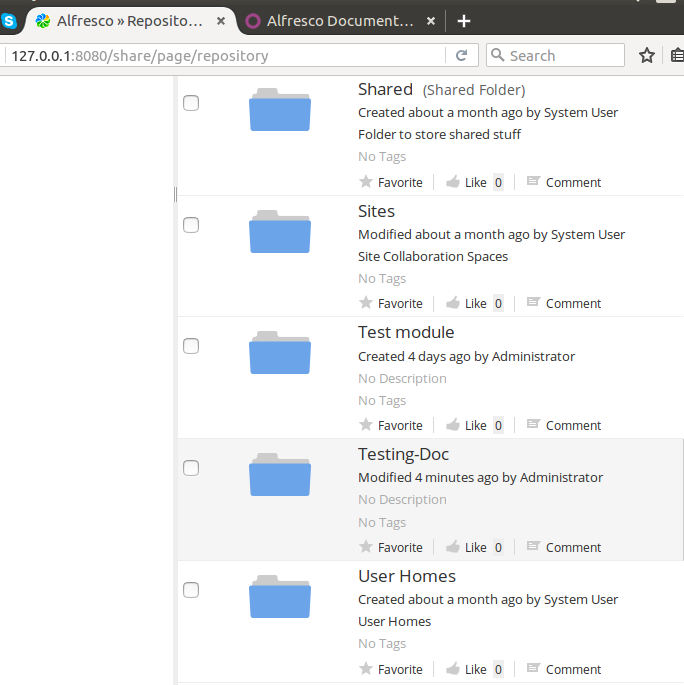 Alfresco » Reposito... ×
Alfresco Document... ×
127.0.0.1:8080/share/page/repository
Search
Shared (Shared Folder)
Created about a month ago by System User
Folder to store shared stuff
No Tags
Favorite Like 0 Comment
Sites
Modified about a month ago by System User
Site Collaboration Spaces
No Tags
Favorite Like 0 Comment
Test module
Created 4 days ago by Administrator
No Description
No Tags
Favorite Like 0 Comment
Testing-Doc
Modified 4 minutes ago by Administrator
No Description
No Tags
Favorite Like 0 Comment
User Homes
Created about a month ago by System User
User Homes
No Tags
Favorite Like 0 Comment